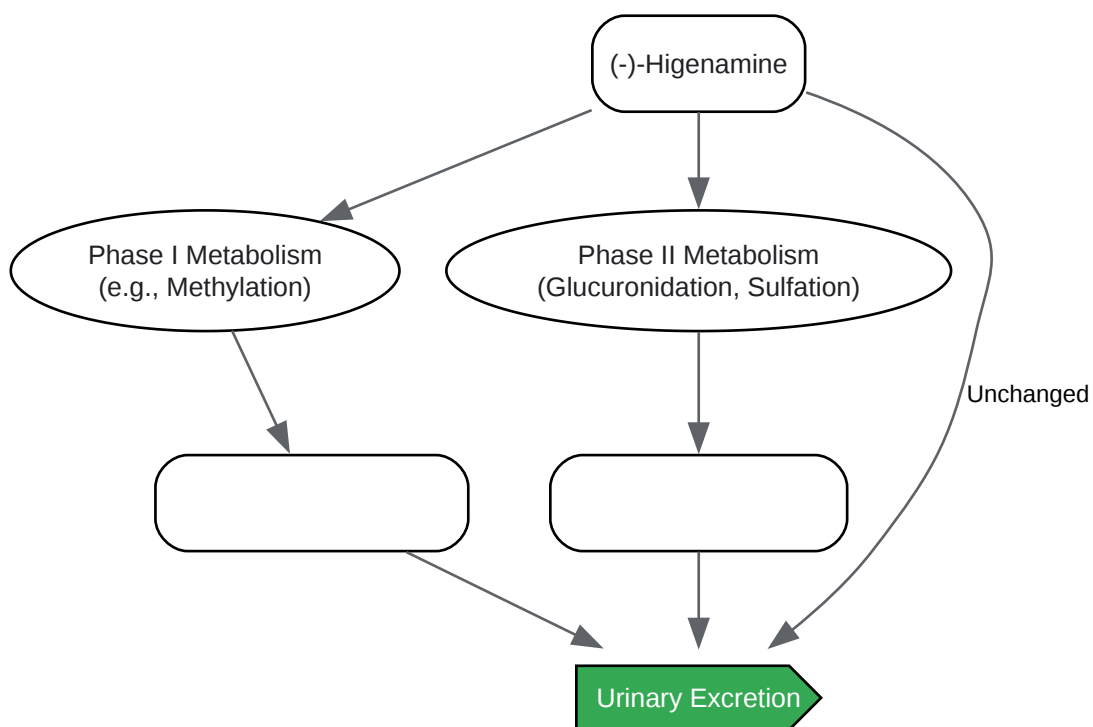 (-)-Higenamine
Phase I Metabolism
(e.g., Methylation)
Phase II Metabolism
(Glucuronidation, Sulfation)
Unchanged
Urinary Excretion